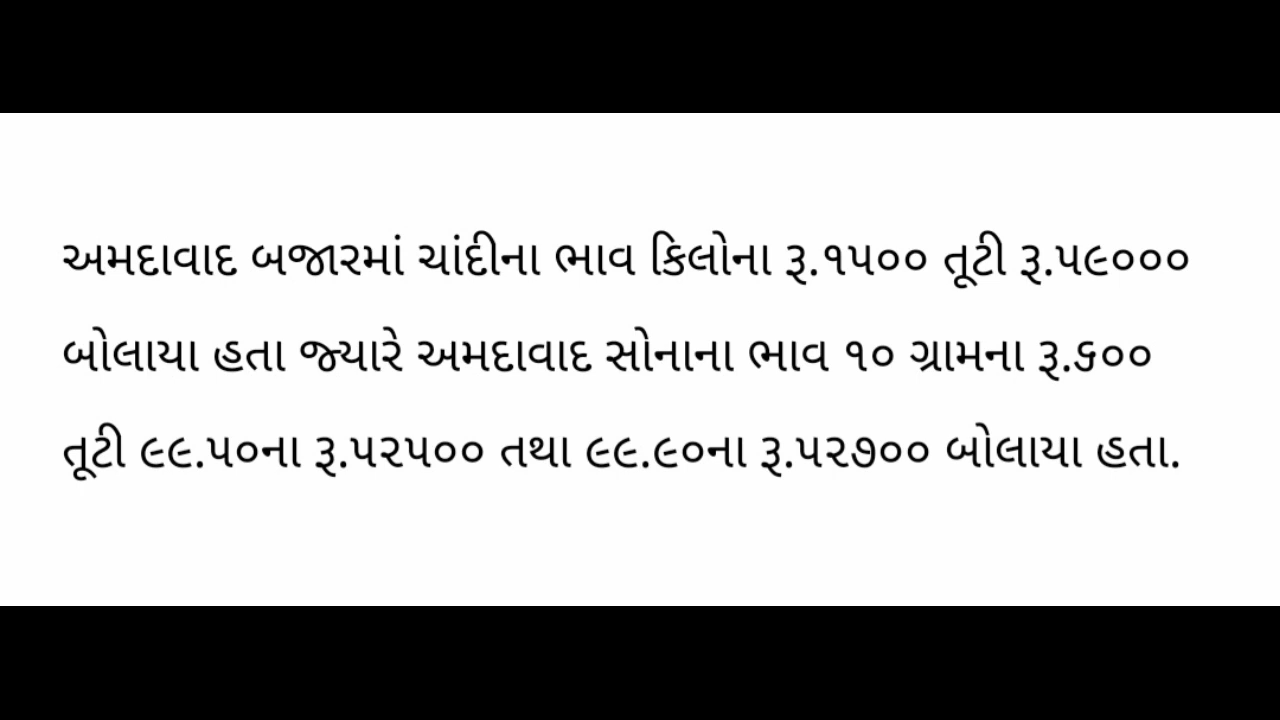 અમદાવાદ બજારમાં ચાંદીના ભાવ કિલોના રૂ.૧૫૦૦ તૂટી રૂ.૫૯૦૦૦
બોલાયા હતા જ્યારે અમદાવાદ સોનાના ભાવ ૧૦ ગ્રામના રૂ.૬૦૦
તૂટી ૯૯.૫૦ના રૂ.૫૨૫૦૦ તથા ૯૯.૯૦ના રૂ.૫૨૭૦૦ બોલાયા હતા.